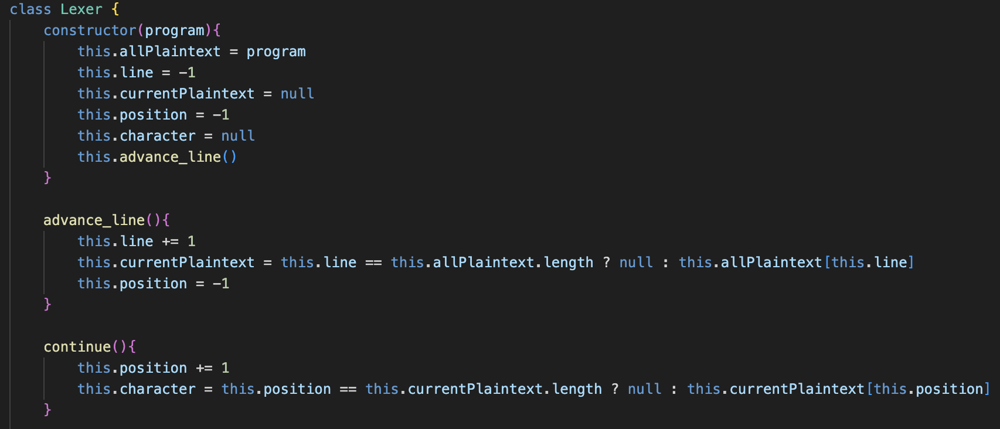 class Lexer {
    constructor(program){
        this.allPlaintext = program
        this.line = -1
        this.currentPlaintext = null
        this.position = -1
        this.character = null
        this.advance_line()
    }

    advance_line(){
        this.line += 1
        this.currentPlaintext = this.line == this.allPlaintext.length ? null : this.allPlaintext[this.line]
        this.position = -1
    }

    continue(){
        this.position += 1
        this.character = this.position == this.currentPlaintext.length ? null : this.currentPlaintext[this.position]
    }